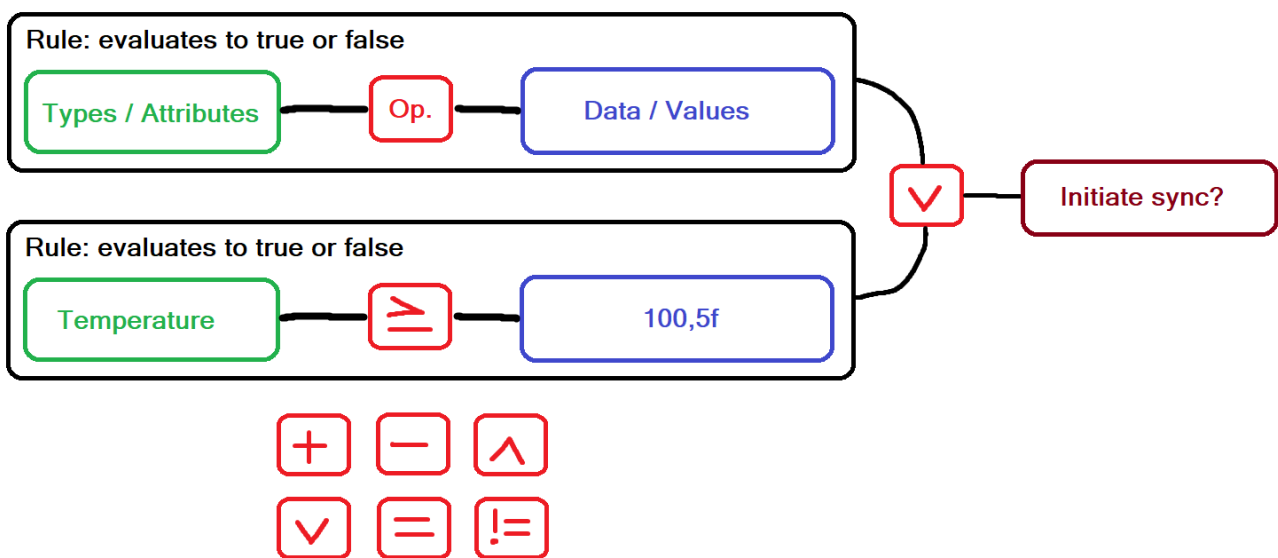 Rule: evaluates to true or false
Types / Attributes Op. Data / Values
∨ Initiate sync?
Rule: evaluates to true or false
Temperature ≥ 100,5f
+ − ∧
∨ = !=